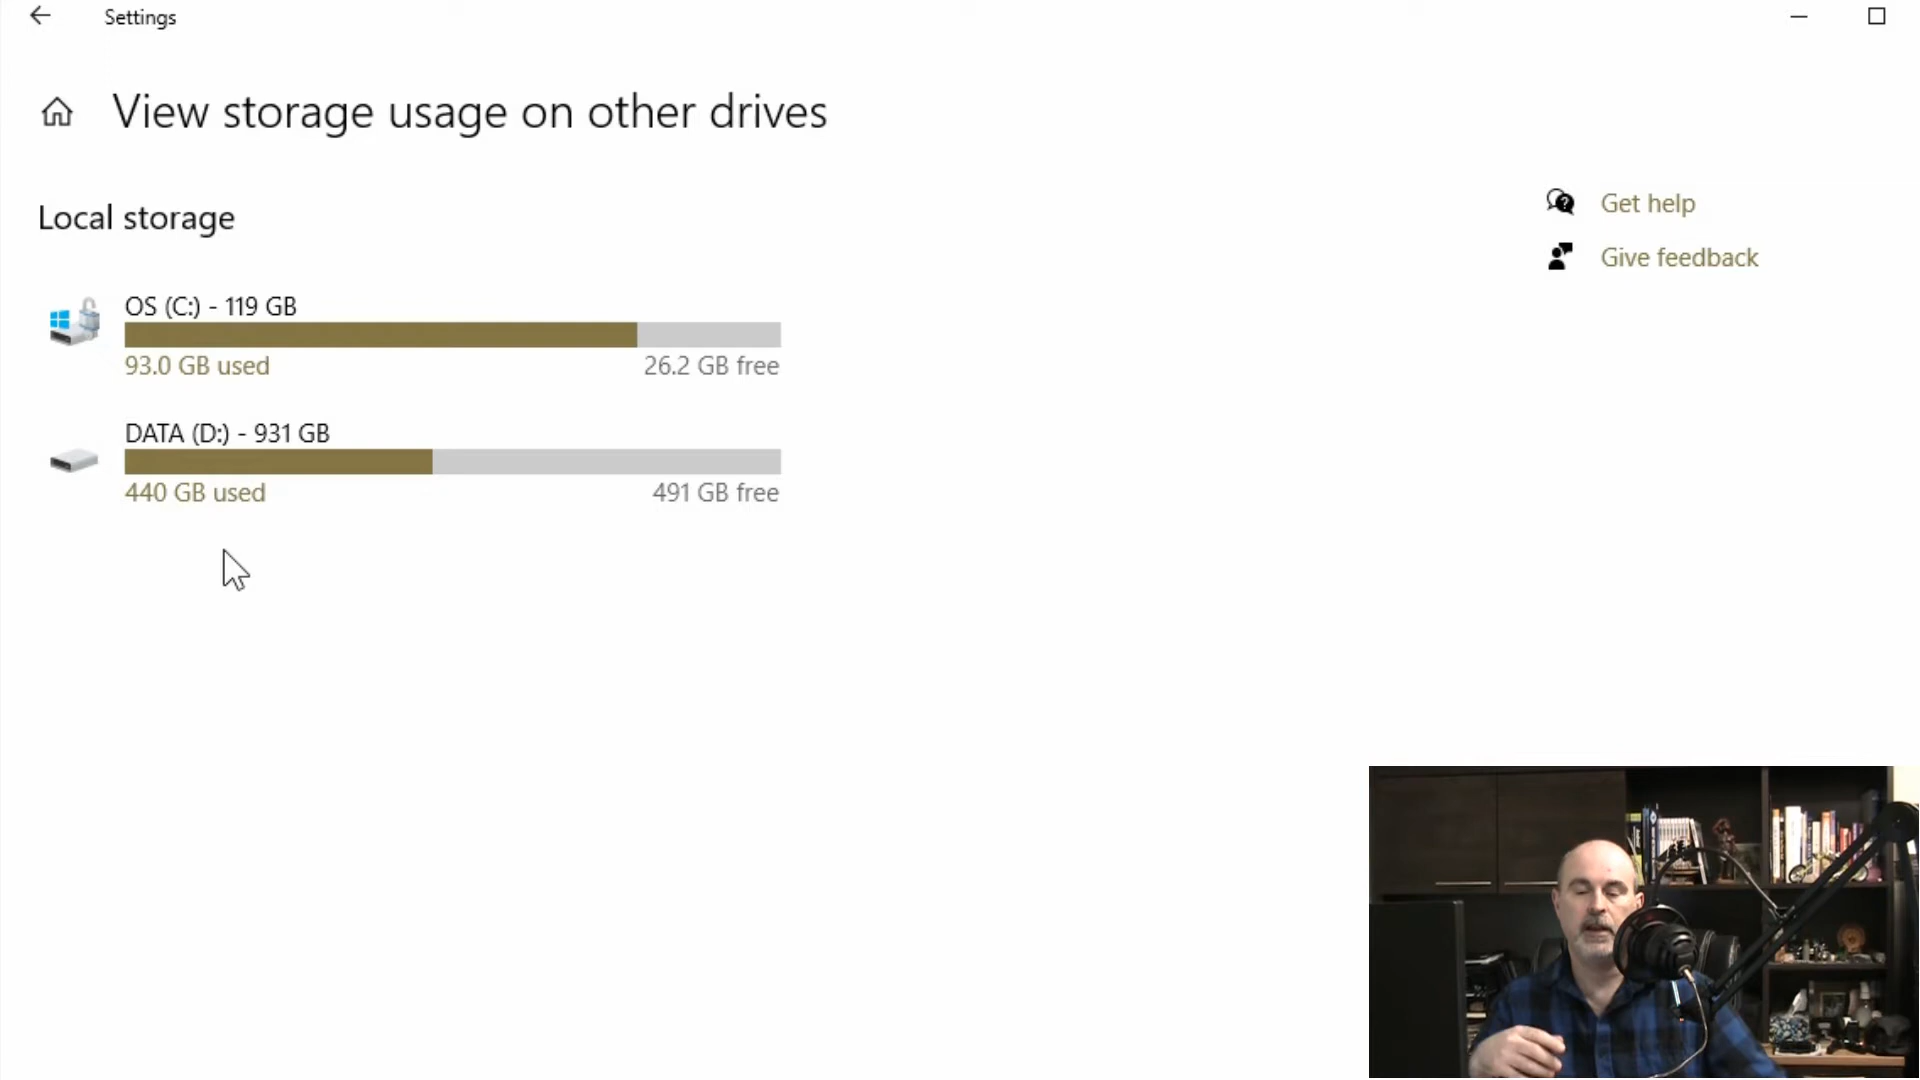 Settings
View storage usage on other drives
Local storage
OS (C:) - 119 GB
93.0 GB used
26.2 GB free
DATA (D:) - 931 GB
440 GB used
491 GB free
Get help
Give feedback